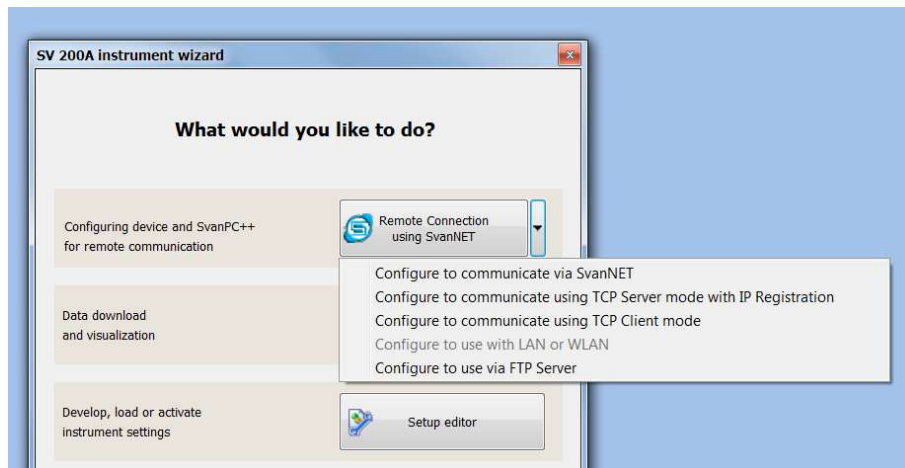 SV 200A instrument wizard
What would you like to do?
Configuring device and SvanPC++
for remote communication
Remote Connection
using SvanNET
Configure to communicate via SvanNET
Configure to communicate using TCP Server mode with IP Registration
Configure to communicate using TCP Client mode
Configure to use with LAN or WLAN
Configure to use via FTP Server
Data download
and visualization
Develop, load or activate
instrument settings
Setup editor